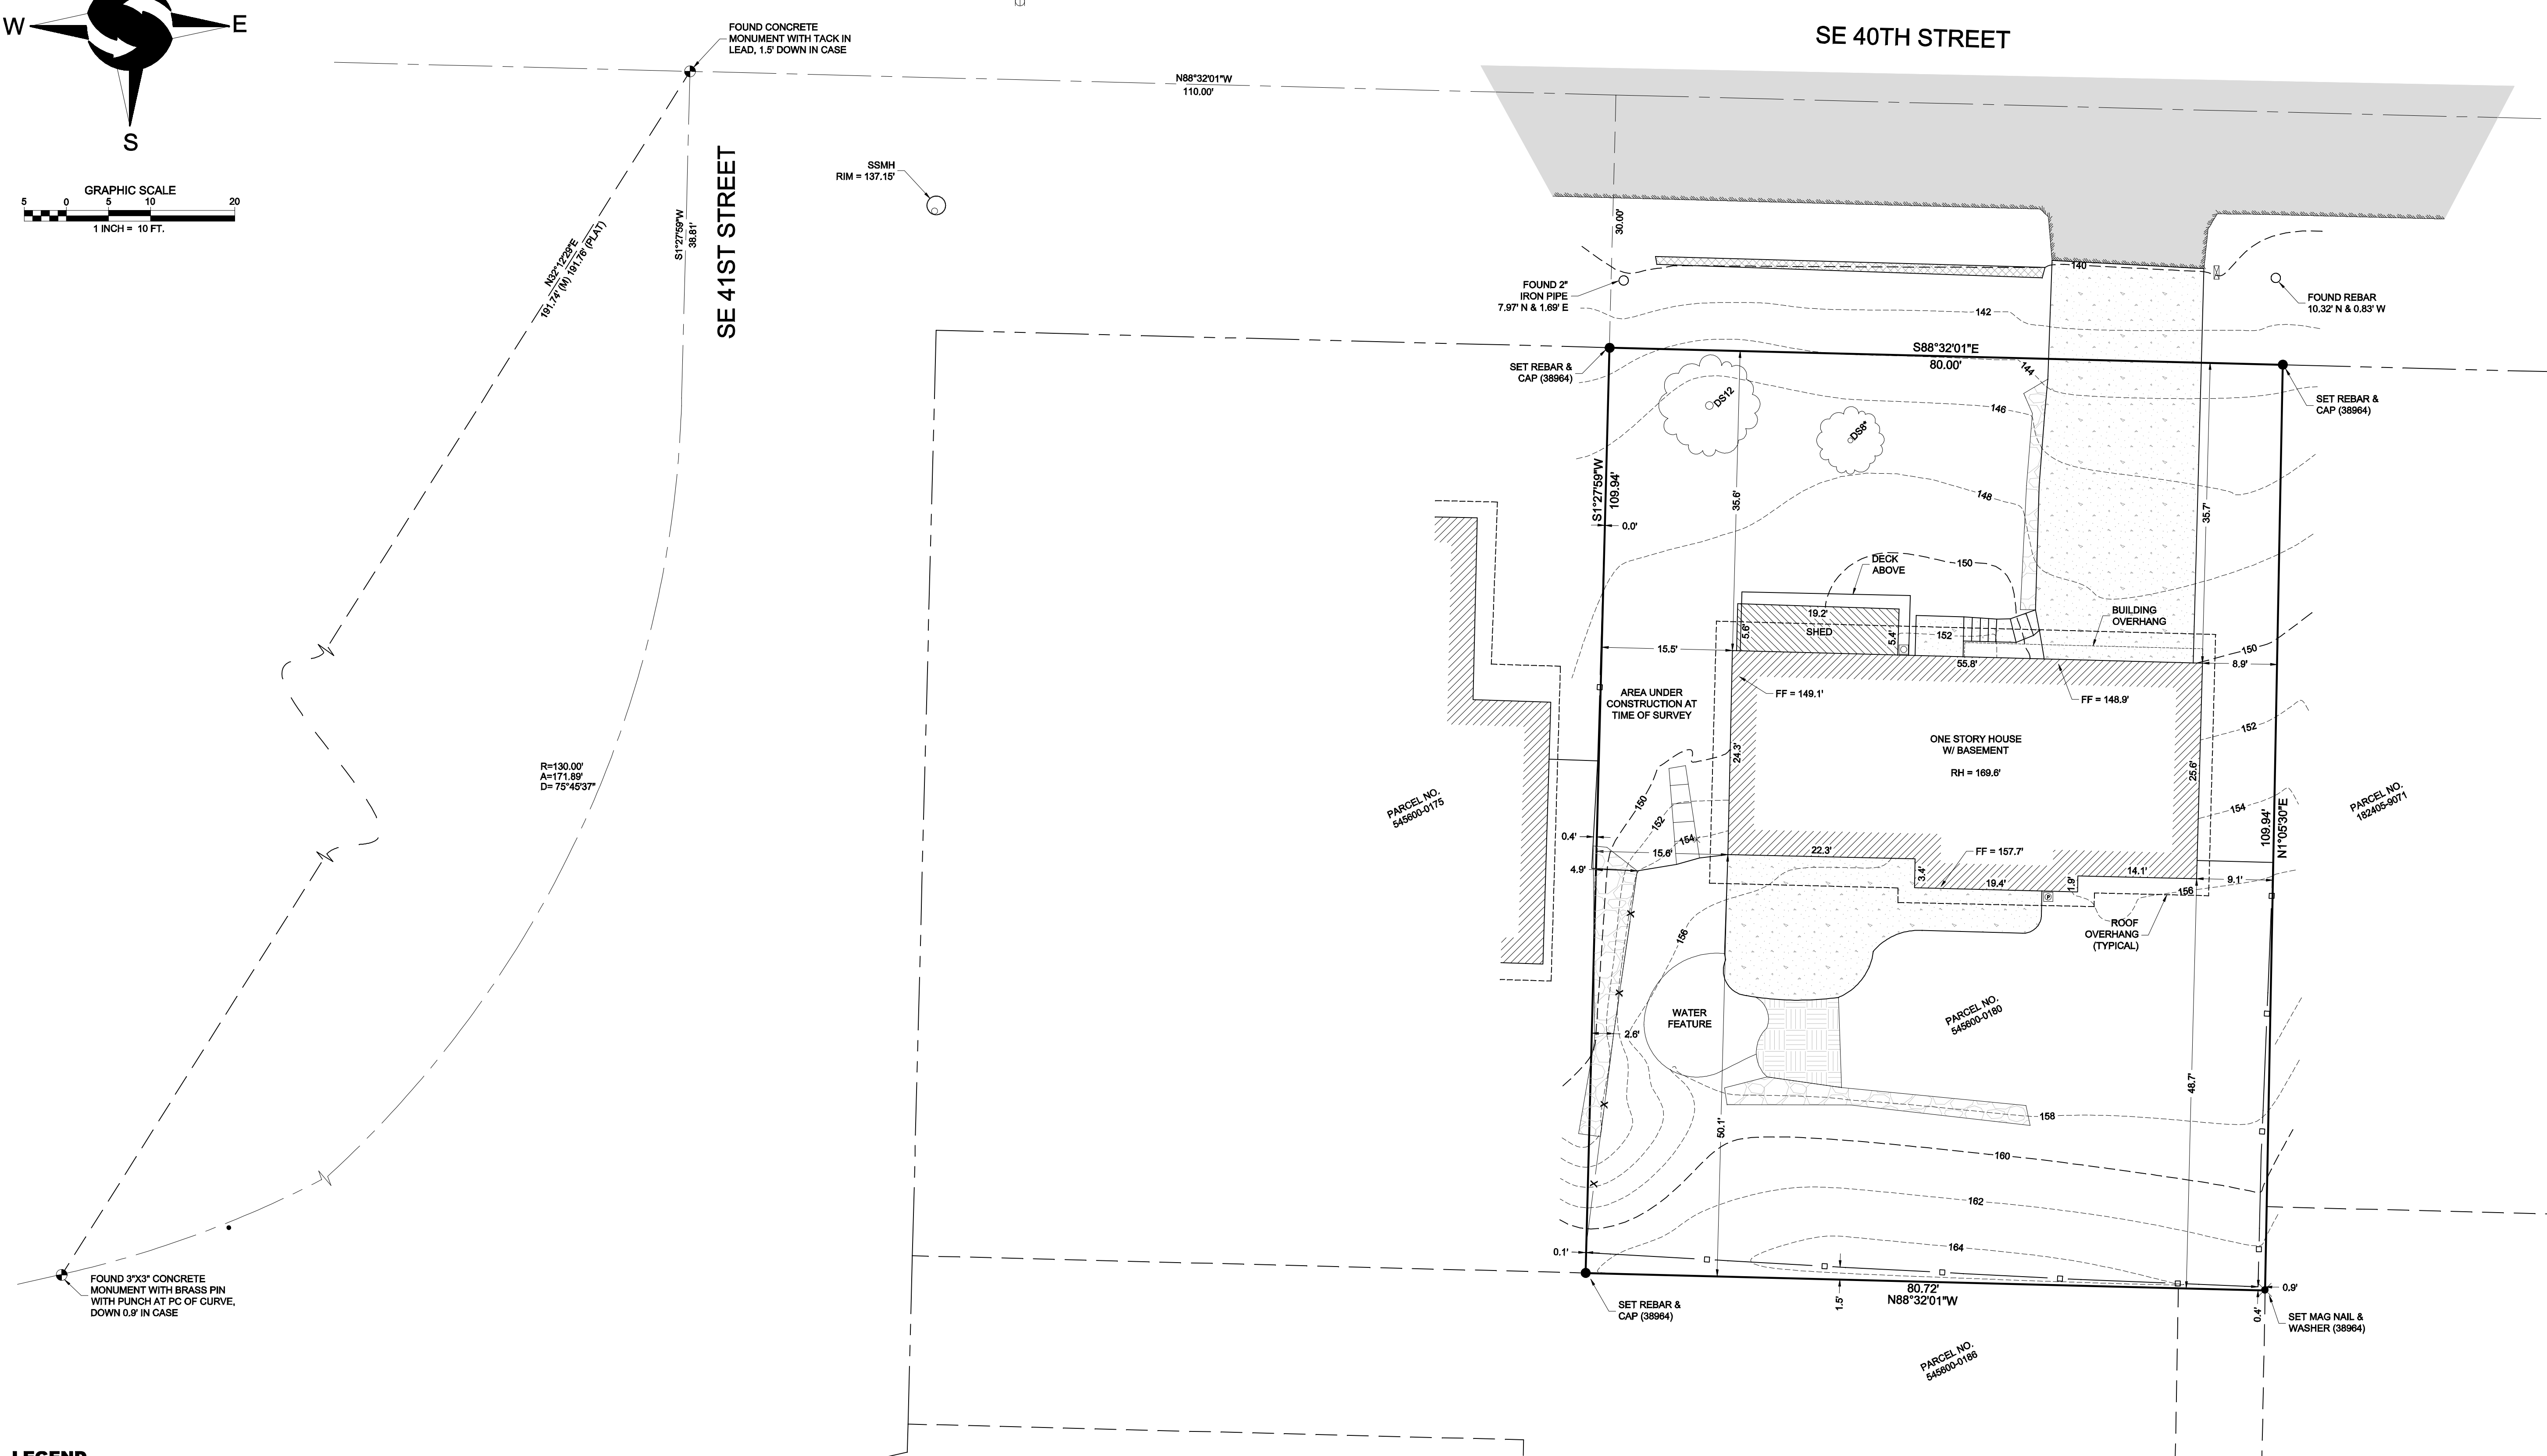 W
E
S
GRAPHIC SCALE
5 0 5 10 20
1 INCH = 10 FT.
FOUND CONCRETE
MONUMENT WITH TACK IN
LEAD, 1.5' DOWN IN CASE
N88°32'01"W
110.00'
SE 40TH STREET
N32°12'29"E
191.74' (M) 191.76' (PLAT)
S1°27'59"W
38.81'
SE 41ST STREET
SSMH
RIM = 137.15'
30.00'
FOUND 2"
IRON PIPE
7.97' N & 1.69' E
140
142
FOUND REBAR
10.32' N & 0.83' W
SET REBAR &
CAP (38964)
S88°32'01"E
80.00'
144
146
148
SET REBAR &
CAP (38964)
DS12
DS8"
S1°27'59"W
109.94'
0.0'
35.6'
35.7'
DECK
ABOVE
150
19.2'
5.6'
SHED
5.4'
152
BUILDING
OVERHANG
15.5'
55.8'
150
8.9'
AREA UNDER
CONSTRUCTION AT
TIME OF SURVEY
FF = 149.1'
FF = 148.9'
152
ONE STORY HOUSE
W/ BASEMENT
RH = 169.6'
24.3'
25.6'
R=130.00'
A=171.89'
D= 75°45'37"
PARCEL NO.
545600-0175
150
152
154
154
109.94'
N1°05'30"E
PARCEL NO.
182405-9071
0.4'
15.6'
4.9'
22.3'
3.4'
FF = 157.7'
19.4'
1.9'
14.1'
156
9.1'
P
ROOF
OVERHANG
(TYPICAL)
156
WATER
FEATURE
2.6'
PARCEL NO.
545600-0180
50.1'
48.7'
158
160
162
164
0.1'
SET REBAR &
CAP (38964)
1.5'
80.72'
N88°32'01"W
0.9'
0.4'
SET MAG NAIL &
WASHER (38964)
PARCEL NO.
545600-0186
FOUND 3"X3" CONCRETE
MONUMENT WITH BRASS PIN
WITH PUNCH AT PC OF CURVE,
DOWN 0.9' IN CASE
LEGEND